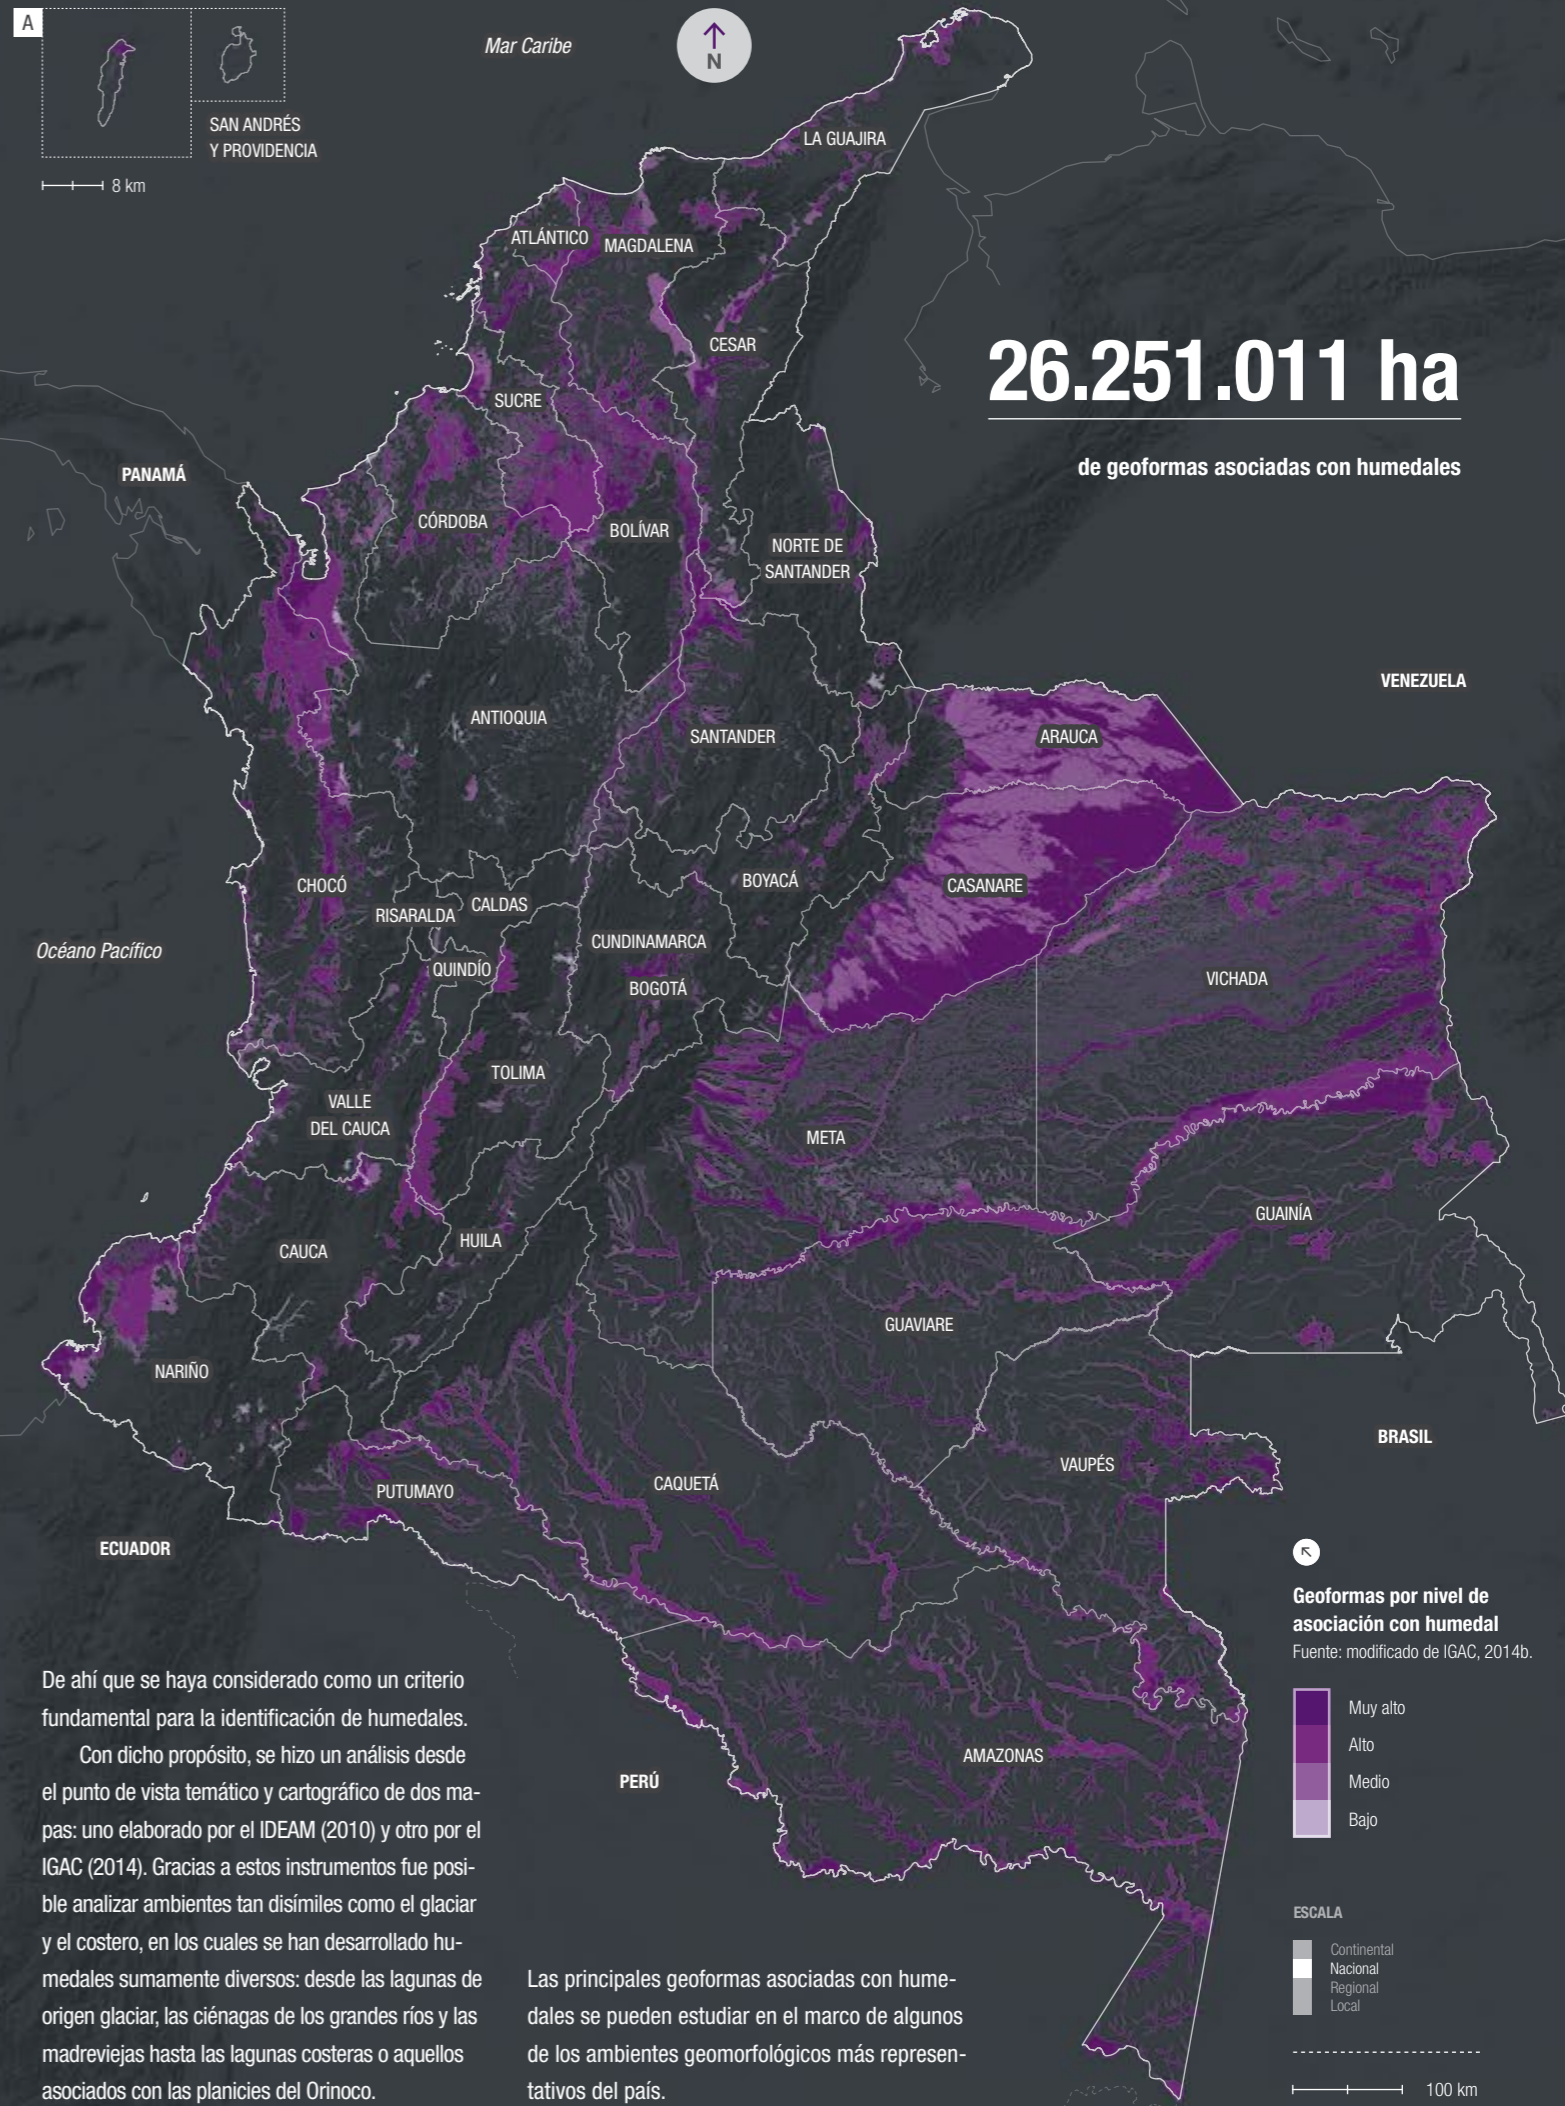 A
Mar Caribe
N
SAN ANDRÉS
Y PROVIDENCIA
8 km
LA GUAJIRA
ATLÁNTICO
MAGDALENA
CESAR
26.251.011 ha
de geoformas asociadas con humedales
SUCRE
PANAMÁ
CÓRDOBA
BOLÍVAR
NORTE DE
SANTANDER
VENEZUELA
ANTIOQUIA
SANTANDER
ARAUCA
CHOCÓ
RISARALDA
CALDAS
BOYACÁ
CASANARE
Océano Pacífico
CUNDINAMARCA
QUINDÍO
BOGOTÁ
VICHADA
TOLIMA
VALLE
DEL CAUCA
META
CAUCA
HUILA
GUAINÍA
GUAVIARE
NARIÑO
BRASIL
VAUPÉS
PUTUMAYO
CAQUETÁ
ECUADOR
PERÚ
AMAZONAS
De ahí que se haya considerado como un criterio
fundamental para la identificación de humedales.
Con dicho propósito, se hizo un análisis desde
el punto de vista temático y cartográfico de dos ma-
pas: uno elaborado por el IDEAM (2010) y otro por el
IGAC (2014). Gracias a estos instrumentos fue posi-
ble analizar ambientes tan disímiles como el glaciar
y el costero, en los cuales se han desarrollado hu-
medales sumamente diversos: desde las lagunas de
origen glaciar, las ciénagas de los grandes ríos y las
madreviejas hasta las lagunas costeras o aquellos
asociados con las planicies del Orinoco.
Las principales geoformas asociadas con hume-
dales se pueden estudiar en el marco de algunos
de los ambientes geomorfológicos más represen-
tativos del país.
Geoformas por nivel de
asociación con humedal
Fuente: modificado de IGAC, 2014b.
Muy alto
Alto
Medio
Bajo
ESCALA
Continental
Nacional
Regional
Local
100 km